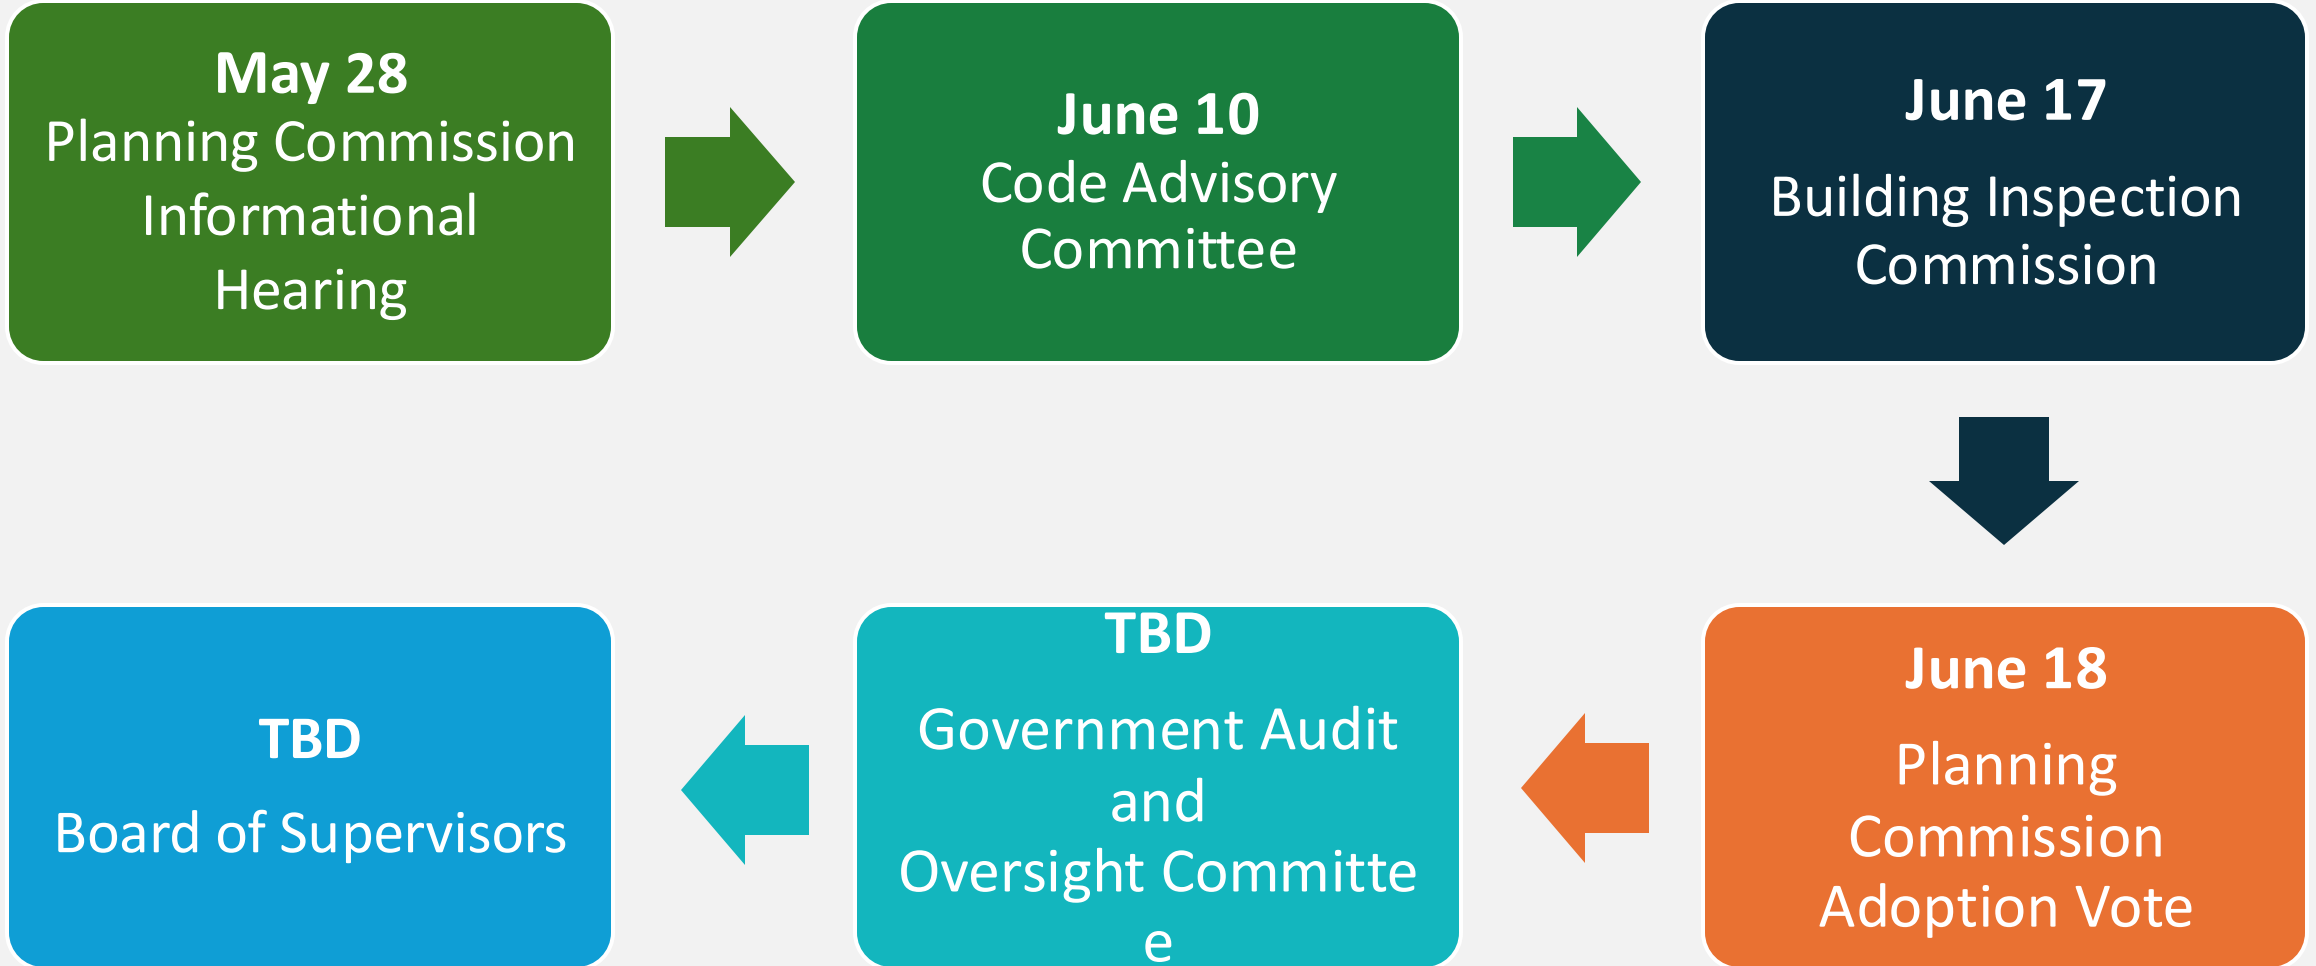 May 28
Planning Commission
Informational
Hearing
June 10
Code Advisory
Committee
June 17
Building Inspection
Commission
June 18
Planning
Commission
Adoption Vote
TBD
Government Audit
and
Oversight Committe
e
TBD
Board of Supervisors